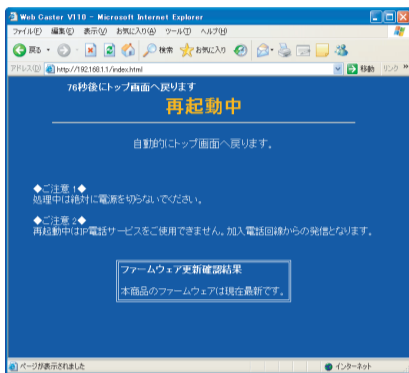 Web Caster V110 - Microsoft Internet Explorer
ファイル(F) 編集(E) 表示(V) お気に入り(A) ツール(T) ヘルプ(H)
戻る 検索 お気に入り
アドレス(D) http://192.168.1.1/index.html 移動 リンク »
76秒後にトップ画面へ戻ります
再起動中
自動的にトップ画面へ戻ります。
◆ご注意 1◆
処理中は絶対に電源を切らないでください。
◆ご注意 2◆
再起動中はIP電話サービスをご使用できません。加入電話回線からの発信となります。
ファームウェア更新確認結果
本商品のファームウェアは現在最新です。
ページが表示されました インターネット